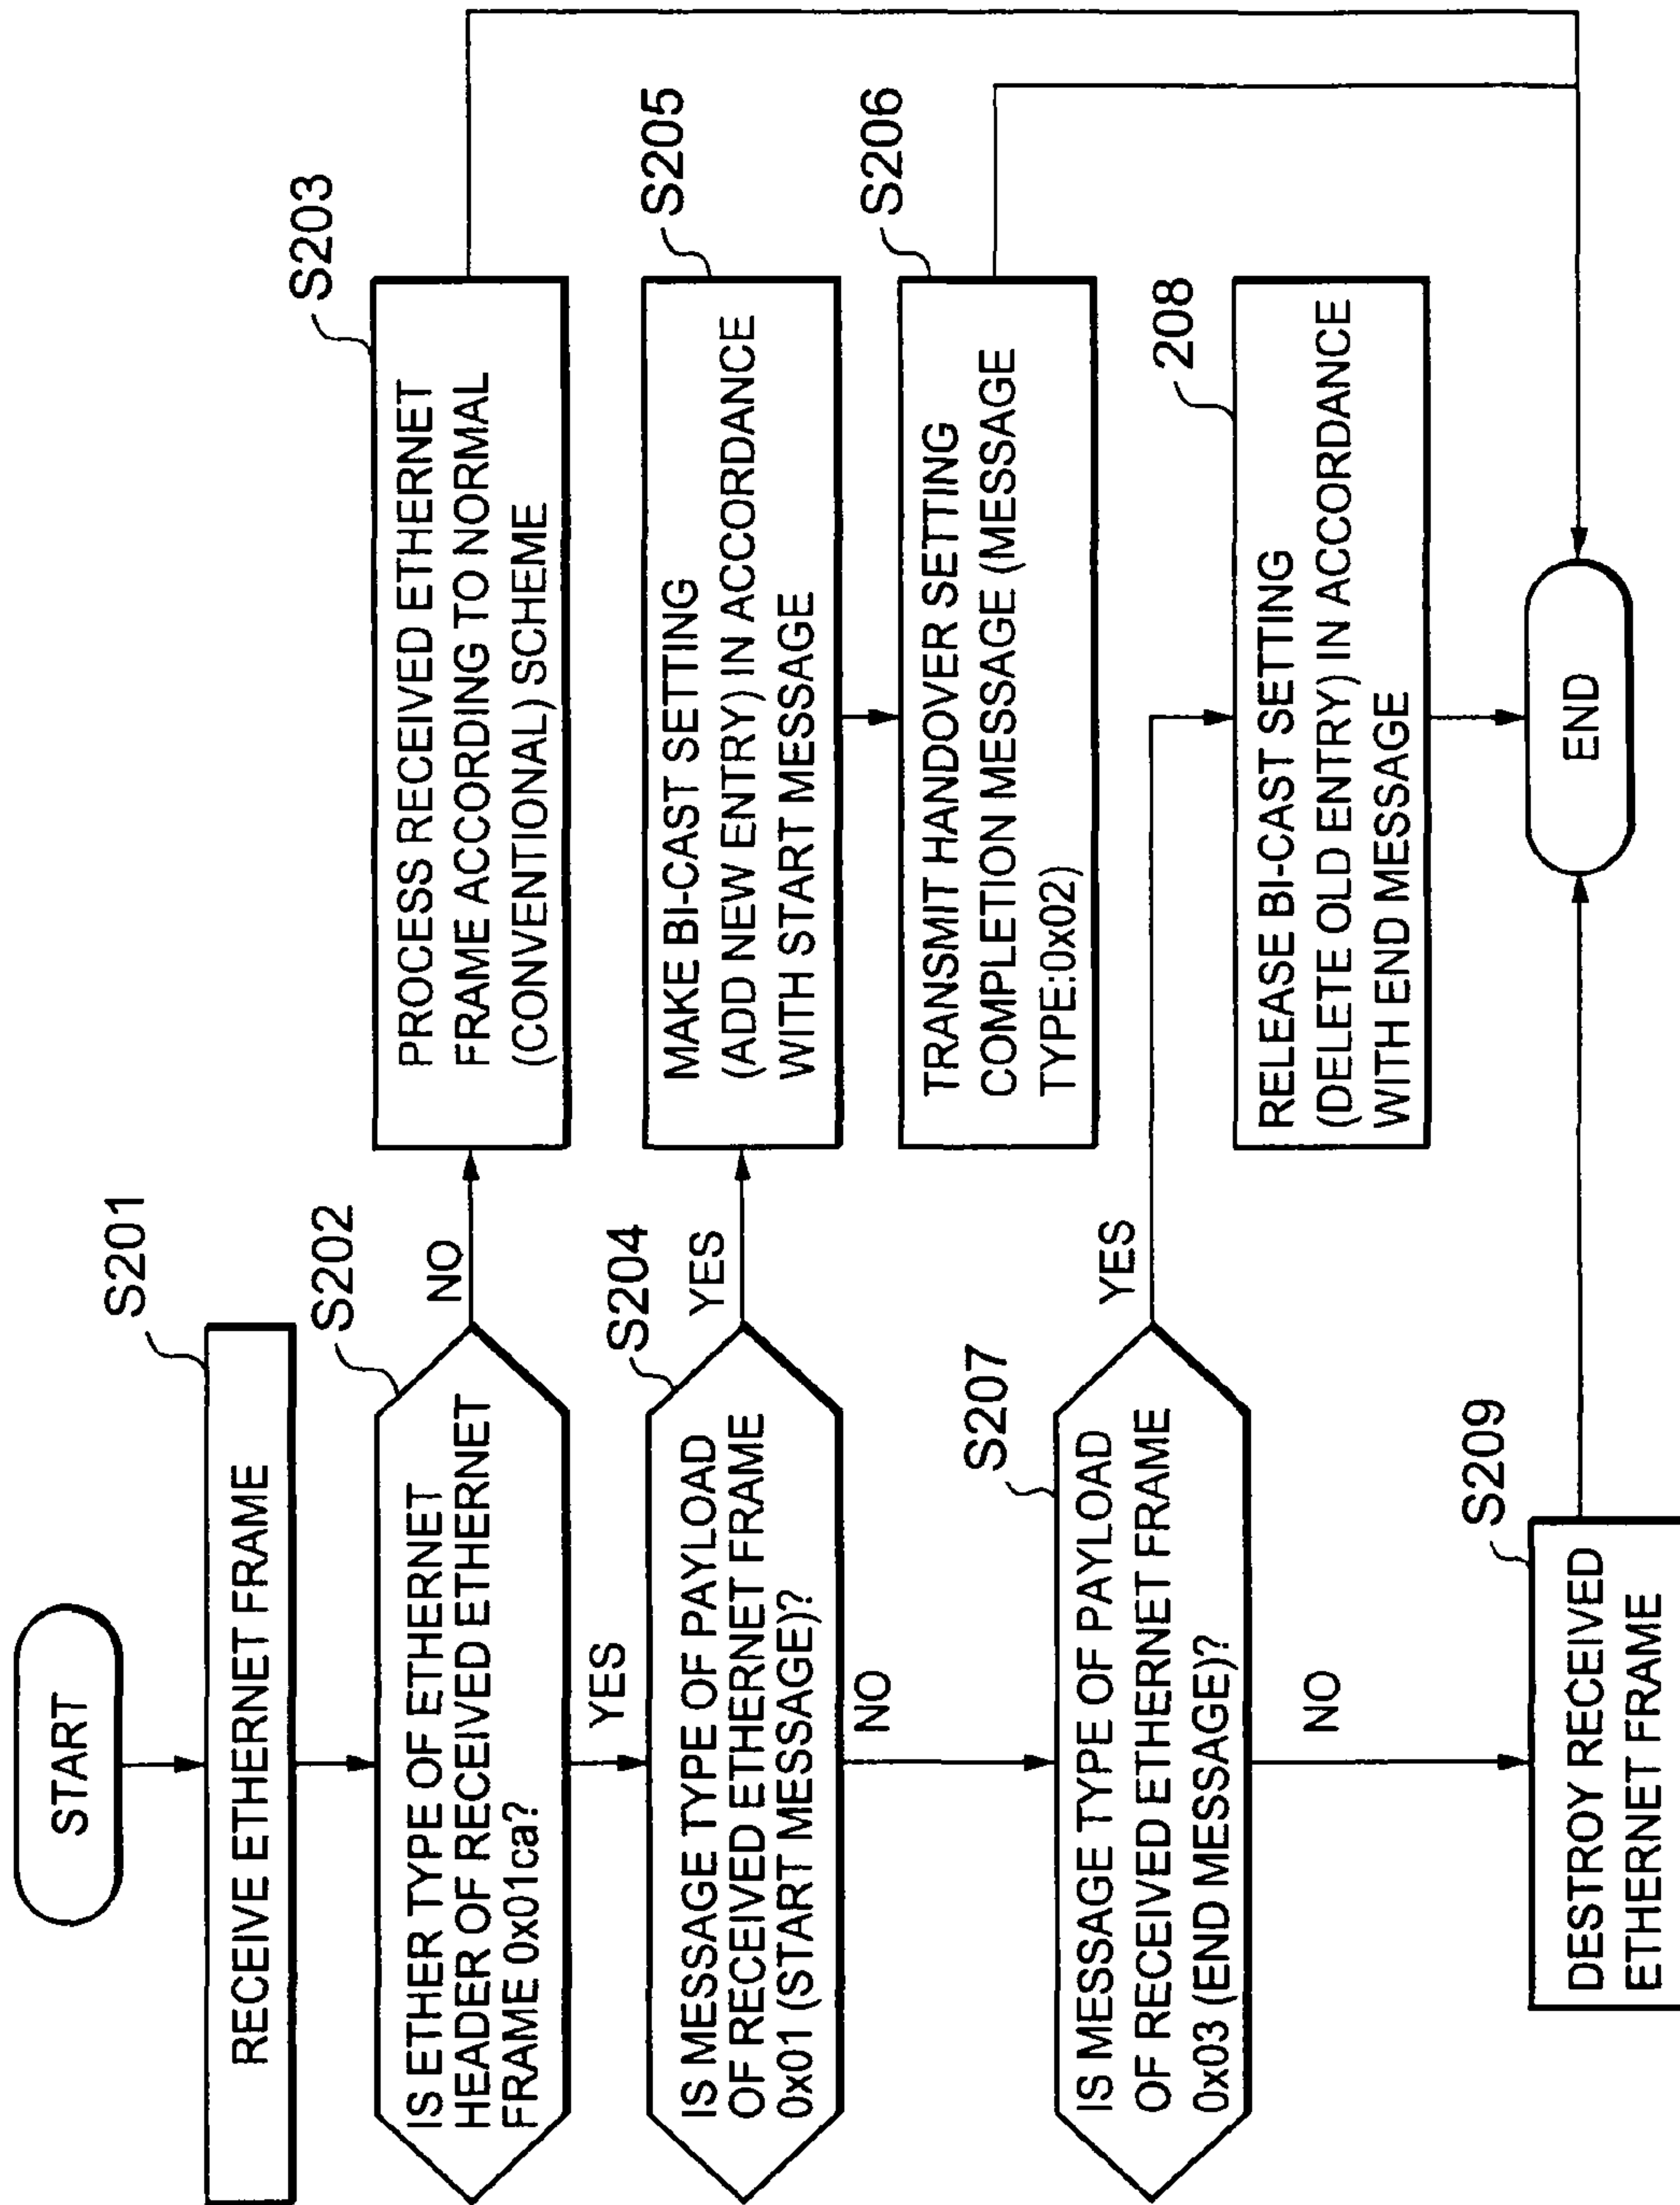 START
S201
RECEIVE ETHERNET FRAME
S202
IS ETHER TYPE OF ETHERNET
HEADER OF RECEIVED ETHERNET
FRAME 0x01ca?
NO
YES
S203
PROCESS RECEIVED ETHERNET
FRAME ACCORDING TO NORMAL
(CONVENTIONAL) SCHEME
S204
IS MESSAGE TYPE OF PAYLOAD
OF RECEIVED ETHERNET FRAME
0x01 (START MESSAGE)?
YES
NO
S205
MAKE BI-CAST SETTING
(ADD NEW ENTRY) IN ACCORDANCE
WITH START MESSAGE
S206
TRANSMIT HANDOVER SETTING
COMPLETION MESSAGE (MESSAGE
TYPE:0x02)
S207
IS MESSAGE TYPE OF PAYLOAD
OF RECEIVED ETHERNET FRAME
0x03 (END MESSAGE)?
YES
NO
208
RELEASE BI-CAST SETTING
(DELETE OLD ENTRY) IN ACCORDANCE
WITH END MESSAGE
S209
DESTROY RECEIVED
ETHERNET FRAME
END